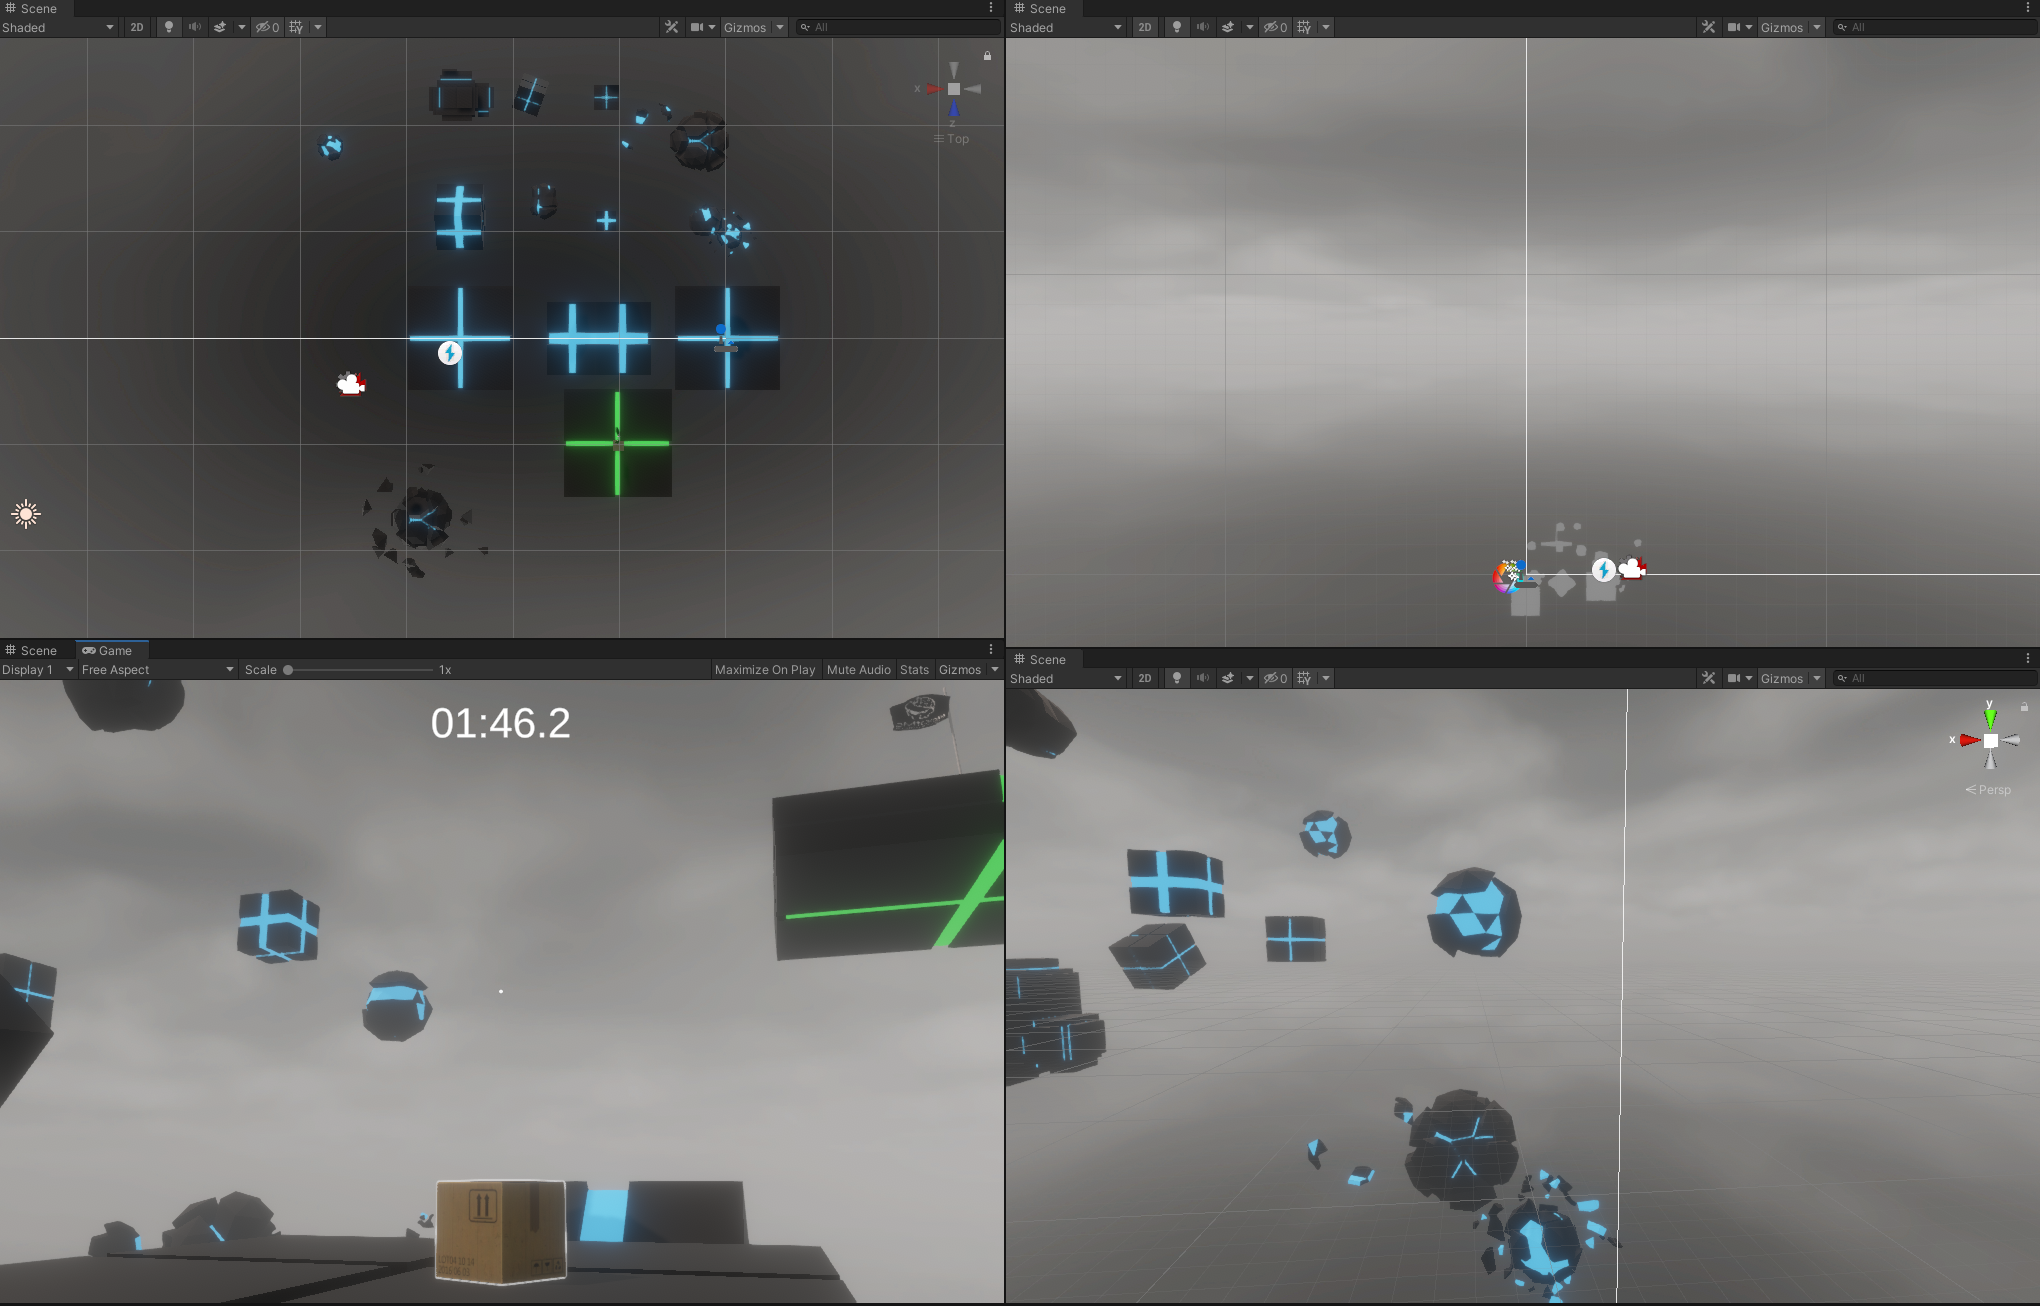 Scene
Shaded
2D
0
Gizmos
All
x
z
Top
Scene
Shaded
2D
0
Gizmos
All
Scene
Game
Display 1
Free Aspect
Scale
1x
Maximize On Play
Mute Audio
Stats
Gizmos
01:46.2
Scene
Shaded
2D
0
Gizmos
All
y
x
Persp